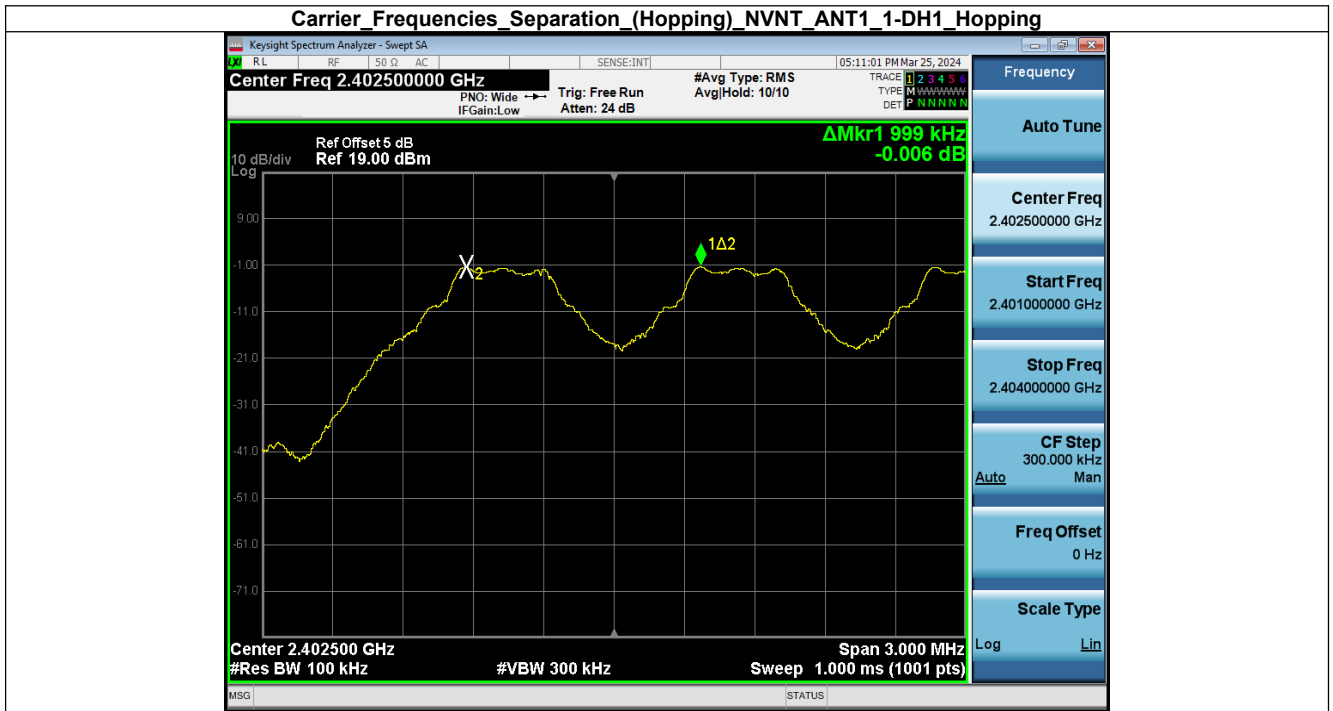 Carrier_Frequencies_Separation_(Hopping)_NVNT_ANT1_1-DH1_Hopping
Keysight Spectrum Analyzer - Swept SA
LXI RL RF 50 Ω AC SENSE:INT 05:11:01 PM Mar 25, 2024
Center Freq 2.402500000 GHz
PNO: Wide
IFGain:Low
Trig: Free Run
Atten: 24 dB
#Avg Type: RMS
Avg|Hold: 10/10
TRACE 1 2 3 4 5 6
TYPE M WWWWW
DET P N N N N N
ΔMkr1 999 kHz
-0.006 dB
Ref Offset 5 dB
10 dB/div Ref 19.00 dBm
Log
9.00
-1.00
-11.0
-21.0
-31.0
-41.0
-51.0
-61.0
-71.0
2
1Δ2
Center 2.402500 GHz Span 3.000 MHz
#Res BW 100 kHz #VBW 300 kHz Sweep 1.000 ms (1001 pts)
MSG STATUS
Frequency
Auto Tune
Center Freq
2.402500000 GHz
Start Freq
2.401000000 GHz
Stop Freq
2.404000000 GHz
CF Step
300.000 kHz
Auto Man
Freq Offset
0 Hz
Scale Type
Log Lin